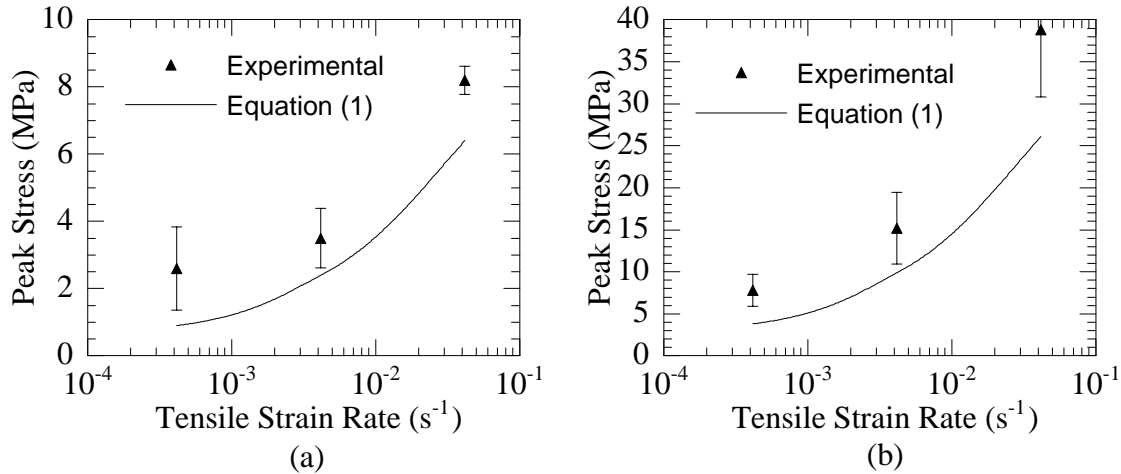 10
8
6
4
2
0
Peak Stress (MPa)
Experimental
Equation (1)
10⁻⁴
10⁻³
10⁻²
10⁻¹
Tensile Strain Rate (s⁻¹)
(a)
40
35
30
25
20
15
10
5
0
Peak Stress (MPa)
Experimental
Equation (1)
10⁻⁴
10⁻³
10⁻²
10⁻¹
Tensile Strain Rate (s⁻¹)
(b)